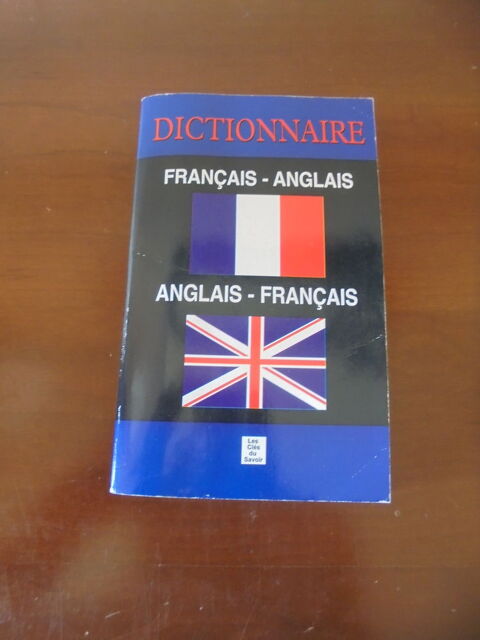 DICTIONNAIRE
FRANÇAIS - ANGLAIS
ANGLAIS - FRANÇAIS
Les
Clés
du
Savoir